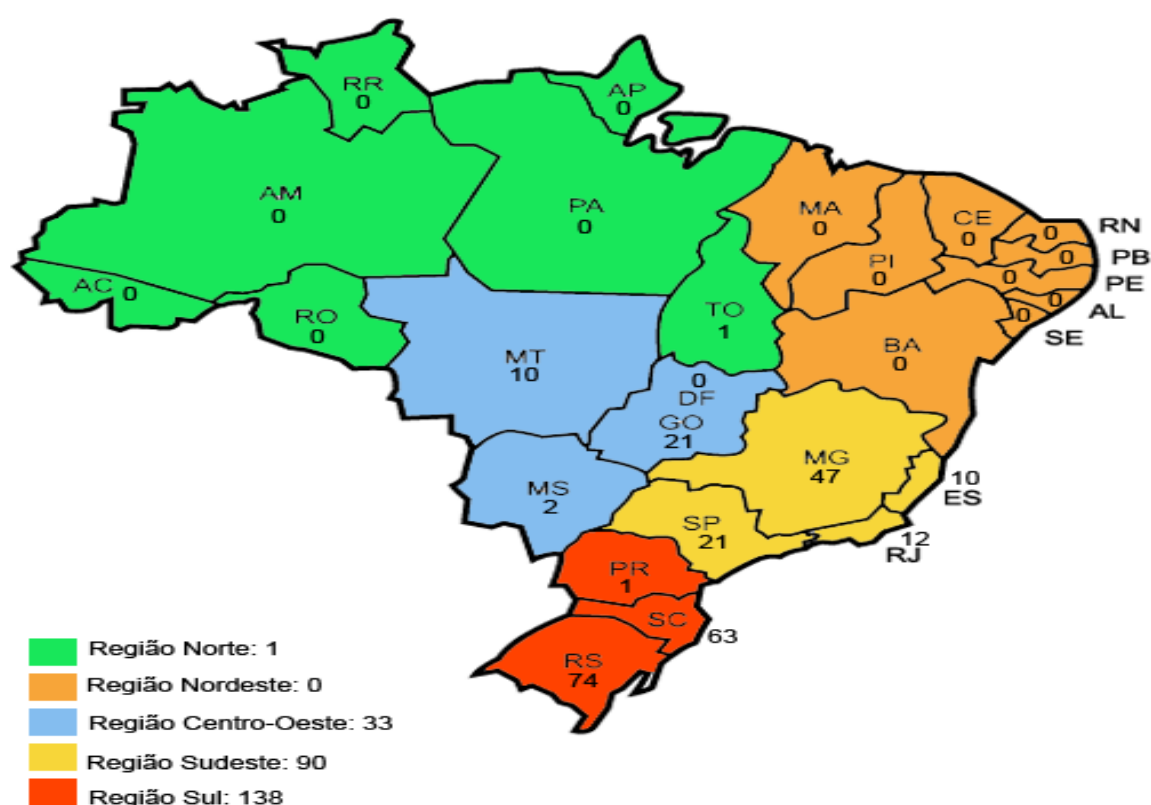 RR
0
AP
0
AM
0
PA
0
MA
0
CE
0
0
RN
PI
0
0
PB
0
PE
0
AL
0
SE
AC 0
RO
0
TO
1
BA
0
MT
10
0
DF
GO
21
MG
47
10
ES
MS
2
SP
21
12
RJ
PR
1
SC
63
RS
74
Região Norte: 1
Região Nordeste: 0
Região Centro-Oeste: 33
Região Sudeste: 90
Região Sul: 138